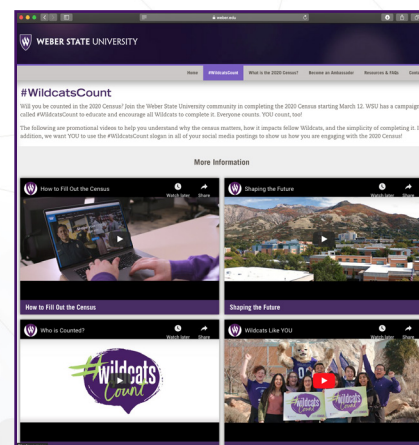 weber.edu
W WEBER STATE UNIVERSITY
Home #WildcatsCount What is the 2020 Census? Become an Ambassador Resources & FAQs
#WildcatsCount
Will you be counted in the 2020 Census? Join the Weber State University community in completing the 2020 Census starting March 12. WSU has a campaign
called #WildcatsCount to educate and encourage all Wildcats to complete it. Everyone counts. YOU count, too!
The following are promotional videos to help you understand why the census matters, how it impacts fellow Wildcats, and the simplicity of completing it.
addition, we want YOU to use the #WildcatsCount slogan in all of your social media postings to show us how you are engaging with the 2020 Census!
More Information
W How to Fill Out the Census Watch later Share
W Shaping the Future Watch later Share
How to Fill Out the Census
Shaping the Future
W Who is Counted? Watch later Share
W Wildcats Like YOU Watch later Share
#wildcats
Count
#wildcats
Count
#wildcats
Count